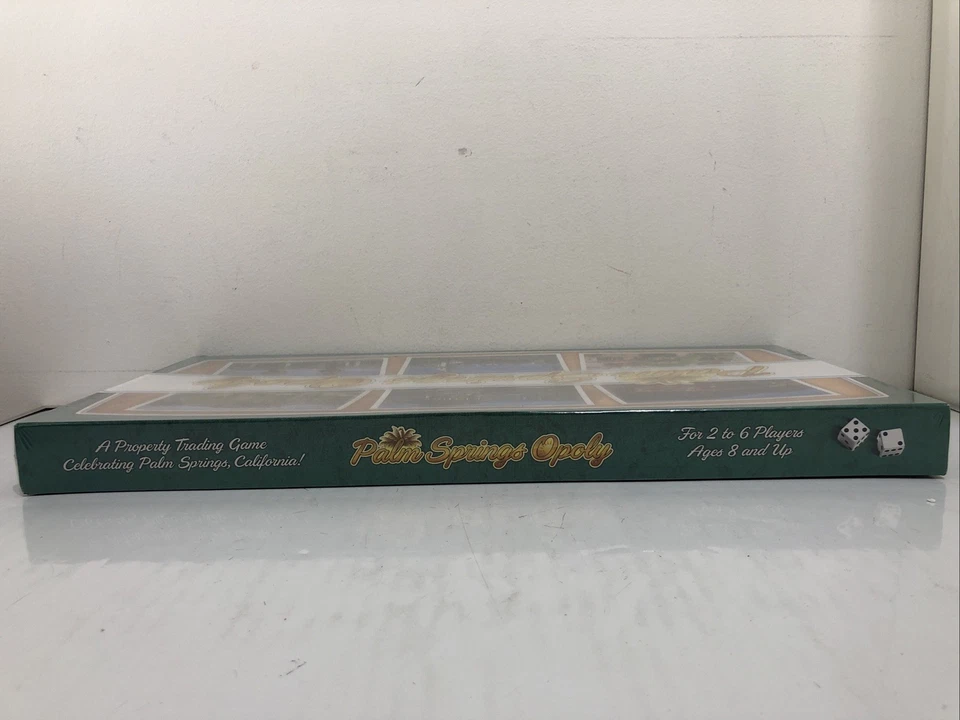 A Property Trading Game
Celebrating Palm Springs, California!
Palm Springs Opoly
For 2 to 6 Players
Ages 8 and Up